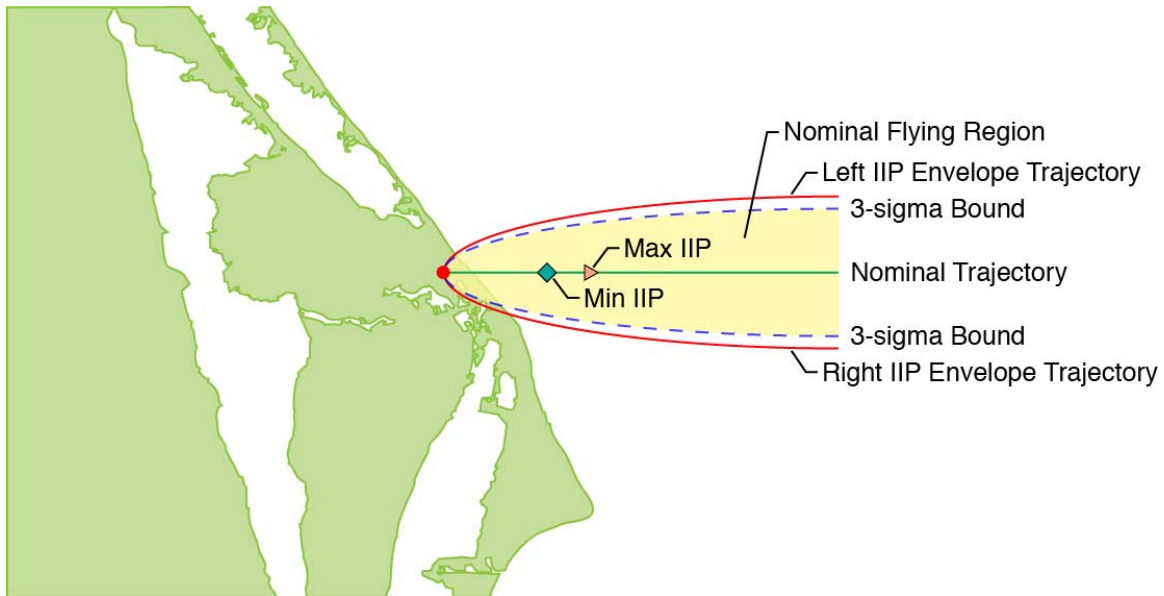 Nominal Flying Region
Left IIP Envelope Trajectory
3-sigma Bound
Max IIP
Nominal Trajectory
Min IIP
3-sigma Bound
Right IIP Envelope Trajectory